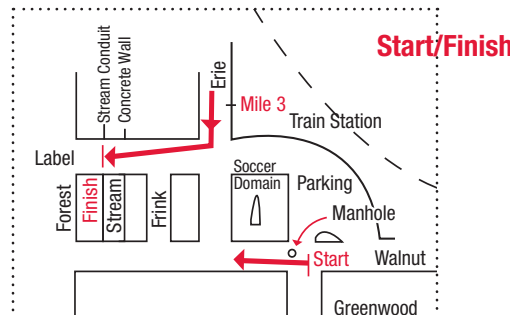 Start/Finish
Stream Conduit
Concrete Wall
Erie
Mile 3
Train Station
Label
Forest
Finish
Stream
Frink
Soccer
Domain
Parking
Manhole
Start
Walnut
Greenwood